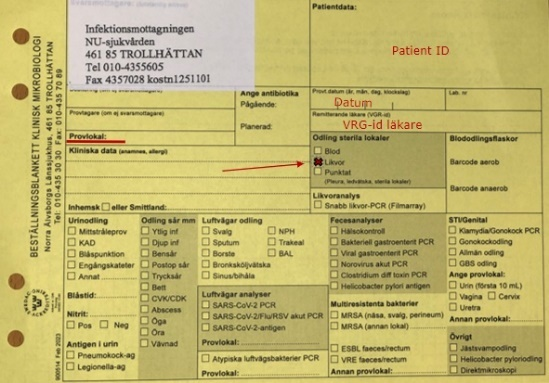 Infektionsmottagningen
NU-sjukvården
461 85 TROLLHÄTTAN
Tel 010-4355605
Fax 4357028 kostn1251101
Patientdata:
Patient ID
BESTÄLLNINGSBLANKETT KLINISK MIKROBIOLOGI
Norra Älvsborgs Länssjukhus, 461 85 TROLLHÄTTAN
Tel: 010-435 30 30 Fax: 010-435 70 89
Ange antibiotika
Pågående:
Planerad:
Provtagare (om ej svarsmottagare)
Provlokal:
Kliniska data (anamnes, allergi)
Inhemsk eller Smittland:
Prov.datum (år, mån, dag, klockslag)
Lab. nr
Datum
Remitterande läkare (VGR-id)
VRG-id läkare
Odling sterila lokaler
Blod
Likvor
Punktat
(Pleura, ledvätska, sterila lokaler)
Likvoranalys
Snabb likvor-PCR (Filmarray)
Blododlingsflaskor
Barcode aerob
Barcode anaerob
Urinodling
Mittstråleprov
KAD
Blåspunktion
Engångskateter
Annat
Blåstid:
Nitrit:
Pos Neg
Antigen i urin
Pneumokock-ag
Legionella-ag
Odling sår mm
Ytlig inf
Djup inf
Bensår
Postop sår
Trycksår
Bett
CVK/CDK
Abscess
Öga
Öra
Vävnad
Luftvägar odling
Svalg NPH
Sputum Trakeal
Borste BAL
Bronksköljvätska
Sinus/bihåla
Luftvägar analyser
SARS-CoV-2 PCR
SARS-CoV-2/Flu/RSV akut PCR
SARS-CoV-2-antigen
Provlokal:
Atypiska luftvägsbakterier PCR
Provlokal:
Fecesanalyser
Hälsokontroll
Bakteriell gastroenterit PCR
Viral gastroenterit PCR
Norovirus akut PCR
Clostridium diff toxin PCR
Helicobacter pylori antigen
Multiresistenta bakterier
MRSA (näsa, svalg, perineum)
MRSA (annan lokal)
ESBL faeces/rectum
VRE faeces/rectum
Annan provlokal:
STI/Genital
Klamydia/Gonokock PCR
Gonokockodling
Allmän odling
GBS odling
Ange provlokal:
Urin (första 10 mL)
Vagina Cervix
Uretra
Annan provlokal:
Övrigt
Jästsvampodling
Helicobacter pyloriodling
Direktmikroskopi
900514 Feb 2023